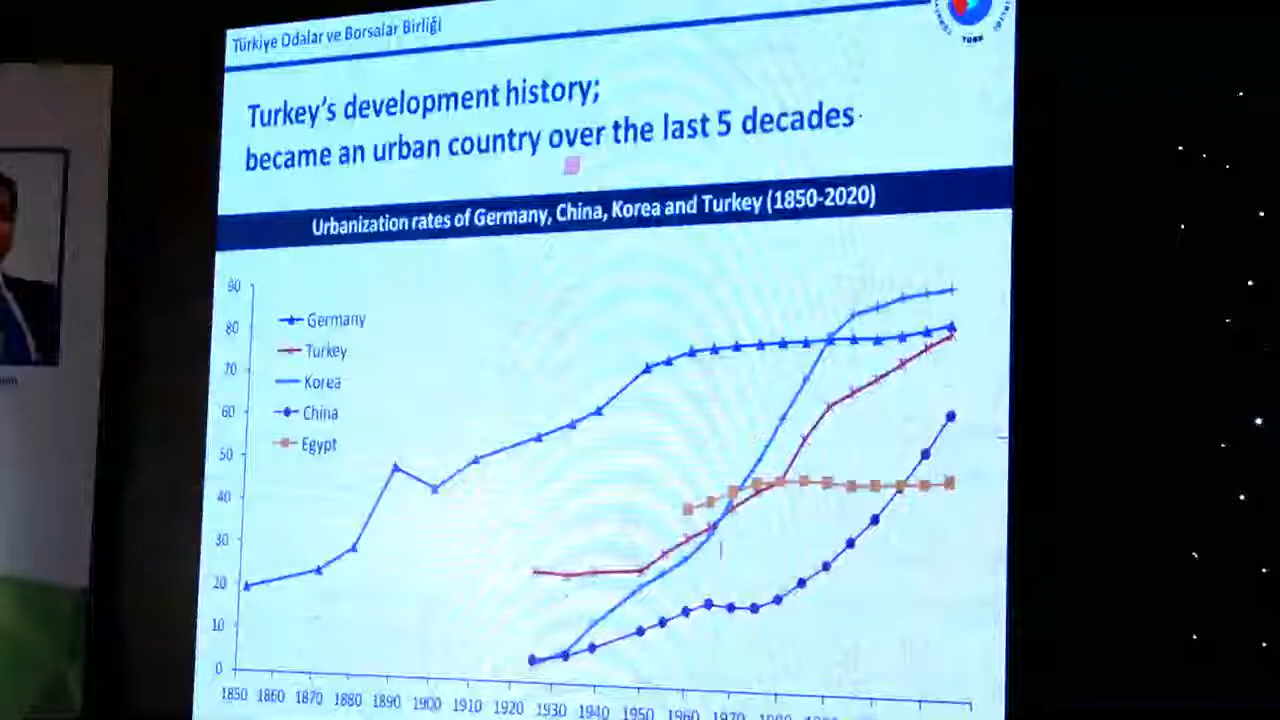 Türkiye Odalar ve Borsalar Birliği
TOBB
Turkey's development history;
became an urban country over the last 5 decades
Urbanization rates of Germany, China, Korea and Turkey (1850-2020)
90
80
70
60
50
40
30
20
10
0
Germany
Turkey
Korea
China
Egypt
1850 1860 1870 1880 1890 1900 1910 1920 1930 1940 1950 1960 1970